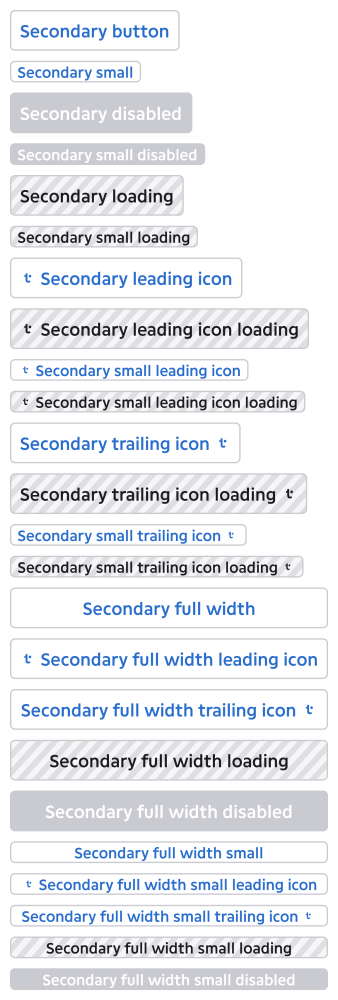 Secondary button
Secondary small
Secondary disabled
Secondary small disabled
Secondary loading
Secondary small loading
Secondary leading icon
Secondary leading icon loading
Secondary small leading icon
Secondary small leading icon loading
Secondary trailing icon
Secondary trailing icon loading
Secondary small trailing icon
Secondary small trailing icon loading
Secondary full width
Secondary full width leading icon
Secondary full width trailing icon
Secondary full width loading
Secondary full width disabled
Secondary full width small
Secondary full width small leading icon
Secondary full width small trailing icon
Secondary full width small loading
Secondary full width small disabled